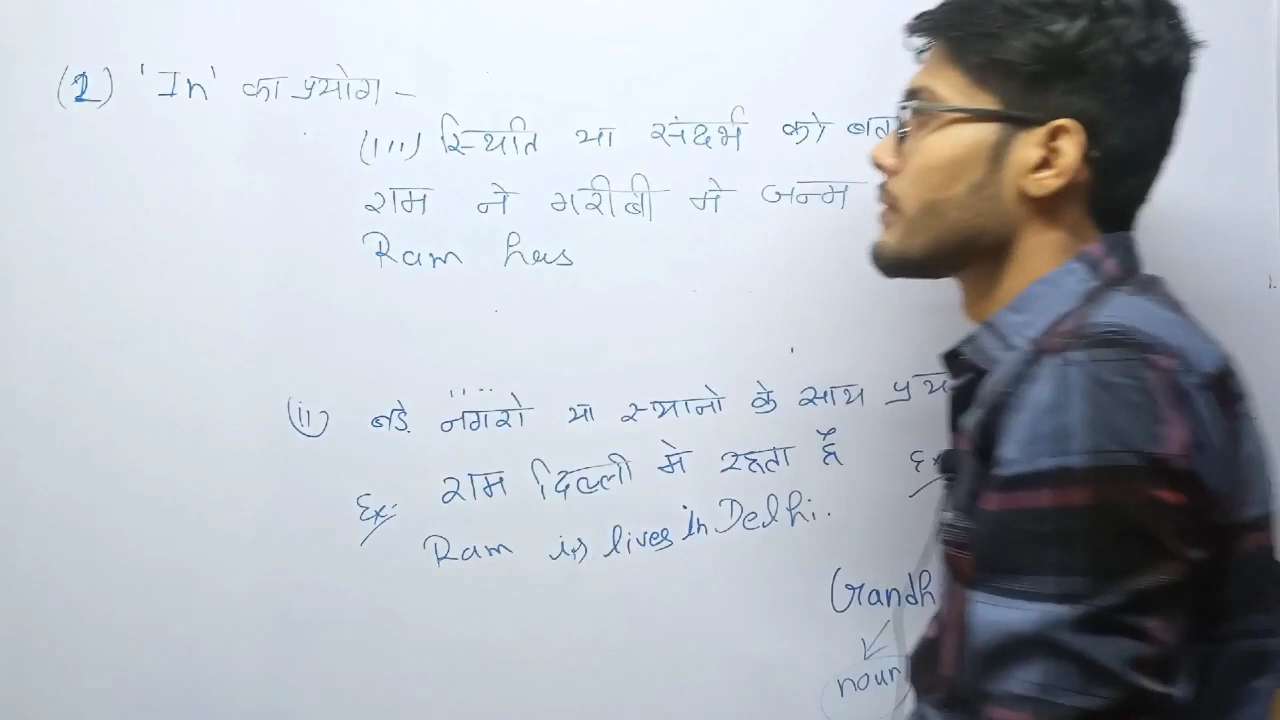 (2) 'In' का प्रयोग –
(iii) स्थिति या संदर्भ को
राम ने गरीबी मे जन्म
Ram has
(ii) बड़े नगरो या स्थानो के साथ
Ex:- राम दिल्ली मे रहता है
Ram is lives in Delhi.
noun